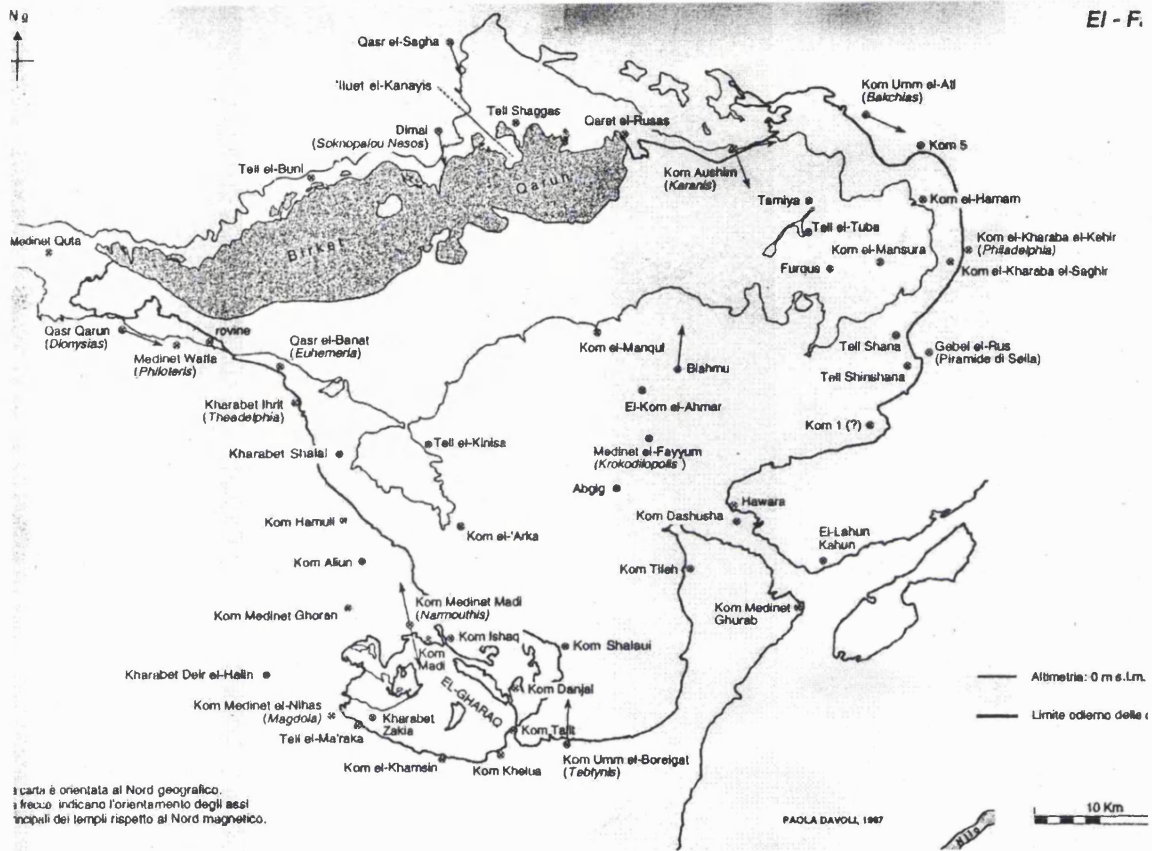 N g
El - F
Qasr el-Sagha
'Iluet el-Kanayis
Tell Shaggas
Dimai
(Soknopaiou Nesos)
Qaret el-Rusas
Kom Umm el-Atl
(Bakchias)
Kom 5
Tell el-Buni
Kom Aushim
(Karanis)
Birket
Qarun
Tamiya
Kom el-Hamam
Tell el-Tuba
Medinet Quta
Kom el-Mansura
Kom el-Kharaba el-Kehir
(Philadelphia)
Furqus
Kom el-Kharaba el-Saghir
Qasr Qarun
(Dionysias)
rovine
Medinet Watfa
(Philoteris)
Qasr el-Banat
(Euhemeria)
Kom el-Manqul
Tell Shana
Gebel el-Rus
(Piramide di Seila)
Biahmu
Tell Shinshana
El-Kom el-Ahmar
Kharabet Ihrit
(Theadelphia)
Kom 1 (?)
Tell el-Kinisa
Medinet el-Fayyum
(Krokodilopolis)
Kharabet Shalal
Abgig
Hawara
Kom Dashusha
Kom Hamuli
Kom el-'Arka
El-Lahun
Kahun
Kom Aliun
Kom Tileh
Kom Medinet Ghoran
Kom Medinet Madi
(Narmouthis)
Kom Medinet
Ghurab
Kom Ishaq
Kom
Madi
Kom Shalaui
Kharabet Deir el-Halin
EL-GHARAQ
Kom Danjal
Altimetria: 0 m s.l.m.
Kom Medinet el-Nihas
(Magdola)
Kharabet
Zakia
Limite odierno della
Tell el-Ma'raka
Kom Talit
Kom el-Khamsin
Kom Khelua
Kom Umm el-Boreigat
(Tebtynis)
a carta è orientata al Nord geografico.
frecce indicano l'orientamento degli assi
ncipali dei templi rispetto al Nord magnetico.
PAOLA DAVOLI, 1997
10 Km
Nilo